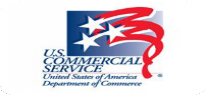 U.S.
COMMERCIAL
SERVICE
United States of America
Department of Commerce